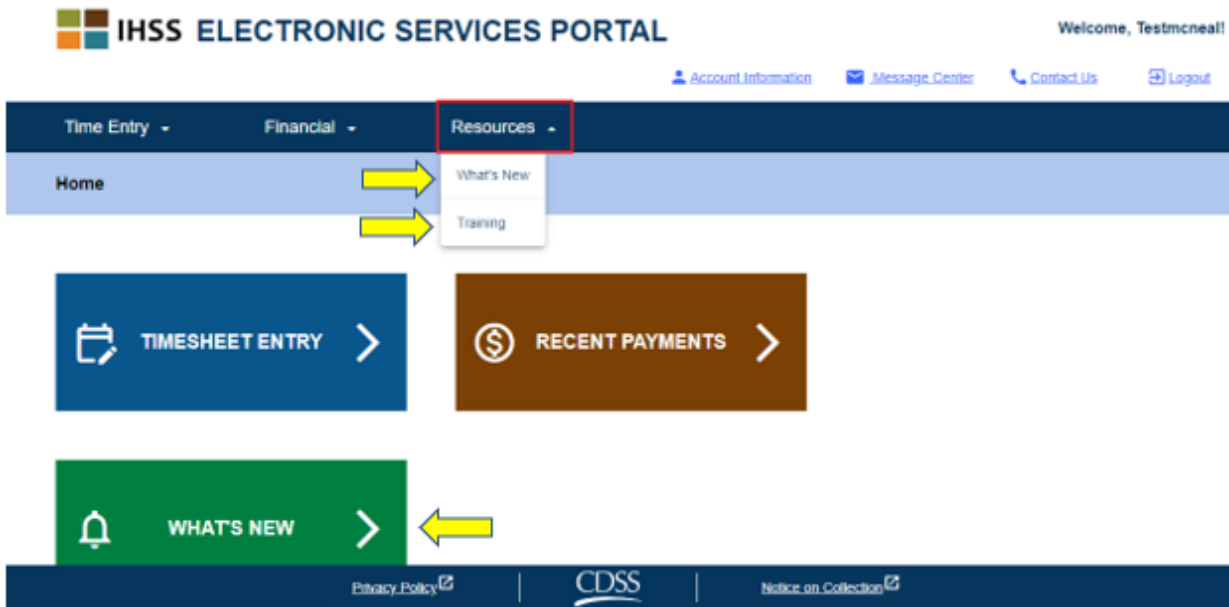 IHSS ELECTRONIC SERVICES PORTAL
Welcome, Testmcneal!
Account Information Message Center Contact Us Logout
Time Entry Financial Resources
Home
What's New
Training
TIMESHEET ENTRY
RECENT PAYMENTS
WHAT'S NEW
Privacy Policy CDSS Notice on Collection